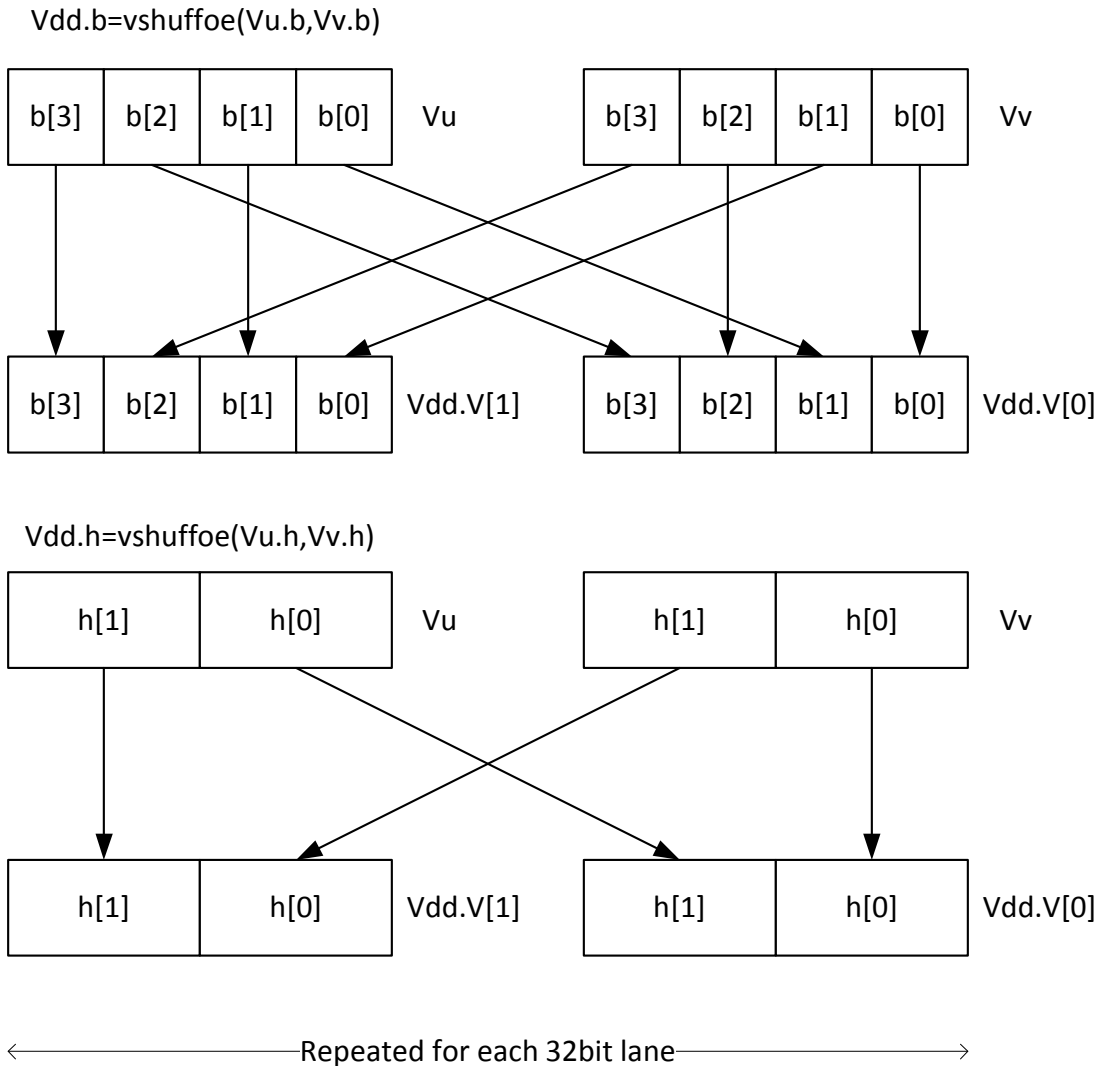 Vdd.b=vshuffoe(Vu.b,Vv.b)
b[3] b[2] b[1] b[0] Vu b[3] b[2] b[1] b[0] Vv
b[3] b[2] b[1] b[0] Vdd.V[1] b[3] b[2] b[1] b[0] Vdd.V[0]
Vdd.h=vshuffoe(Vu.h,Vv.h)
h[1] h[0] Vu h[1] h[0] Vv
h[1] h[0] Vdd.V[1] h[1] h[0] Vdd.V[0]
Repeated for each 32bit lane